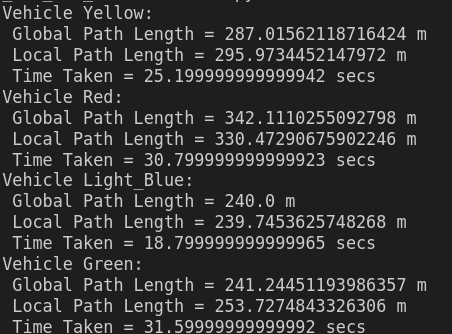 Vehicle Yellow:
Global Path Length = 287.01562118716424 m
Local Path Length = 295.9734452147972 m
Time Taken = 25.199999999999942 secs
Vehicle Red:
Global Path Length = 342.1110255092798 m
Local Path Length = 330.47290675902246 m
Time Taken = 30.799999999999923 secs
Vehicle Light_Blue:
Global Path Length = 240.0 m
Local Path Length = 239.7453625748268 m
Time Taken = 18.799999999999965 secs
Vehicle Green:
Global Path Length = 241.24451193986357 m
Local Path Length = 253.7274843326306 m
Time Taken = 31.59999999999992 secs